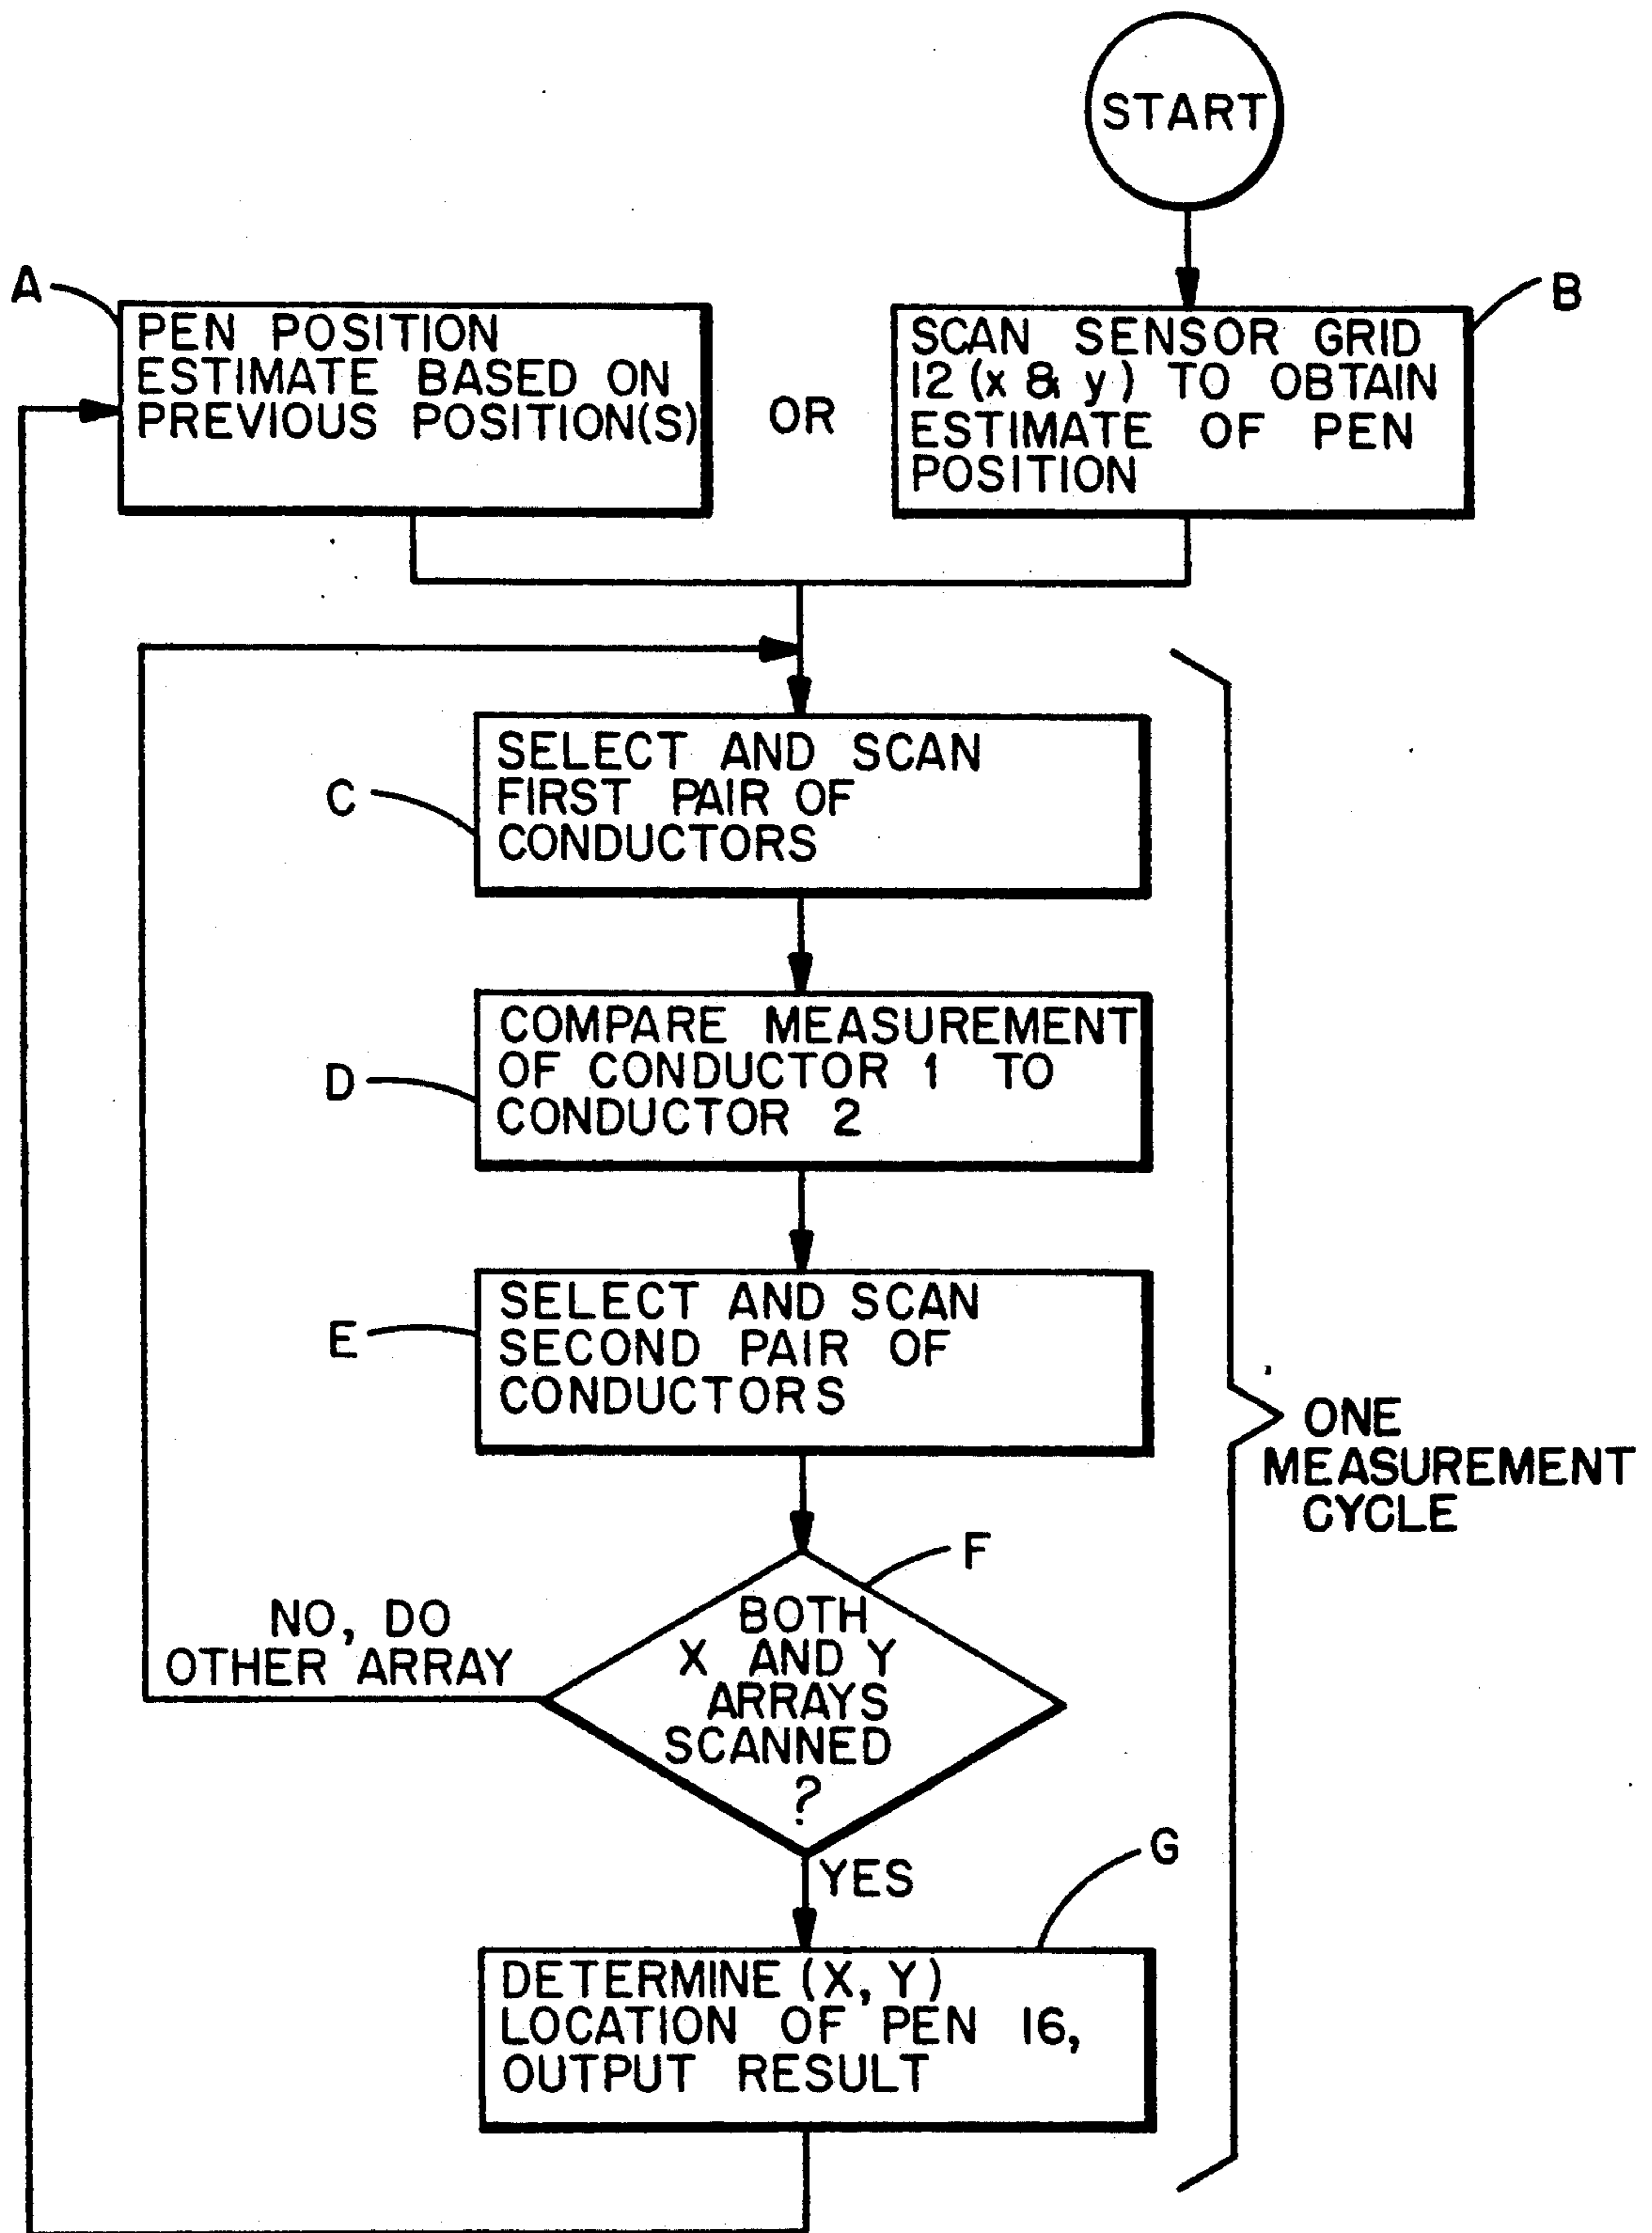 START
A
PEN POSITION
ESTIMATE BASED ON
PREVIOUS POSITION(S)
OR
B
SCAN SENSOR GRID
12 (x & y) TO OBTAIN
ESTIMATE OF PEN
POSITION
C
SELECT AND SCAN
FIRST PAIR OF
CONDUCTORS
D
COMPARE MEASUREMENT
OF CONDUCTOR 1 TO
CONDUCTOR 2
E
SELECT AND SCAN
SECOND PAIR OF
CONDUCTORS
ONE
MEASUREMENT
CYCLE
F
BOTH
X AND Y
ARRAYS
SCANNED
?
NO, DO
OTHER ARRAY
YES
G
DETERMINE (X, Y)
LOCATION OF PEN 16,
OUTPUT RESULT